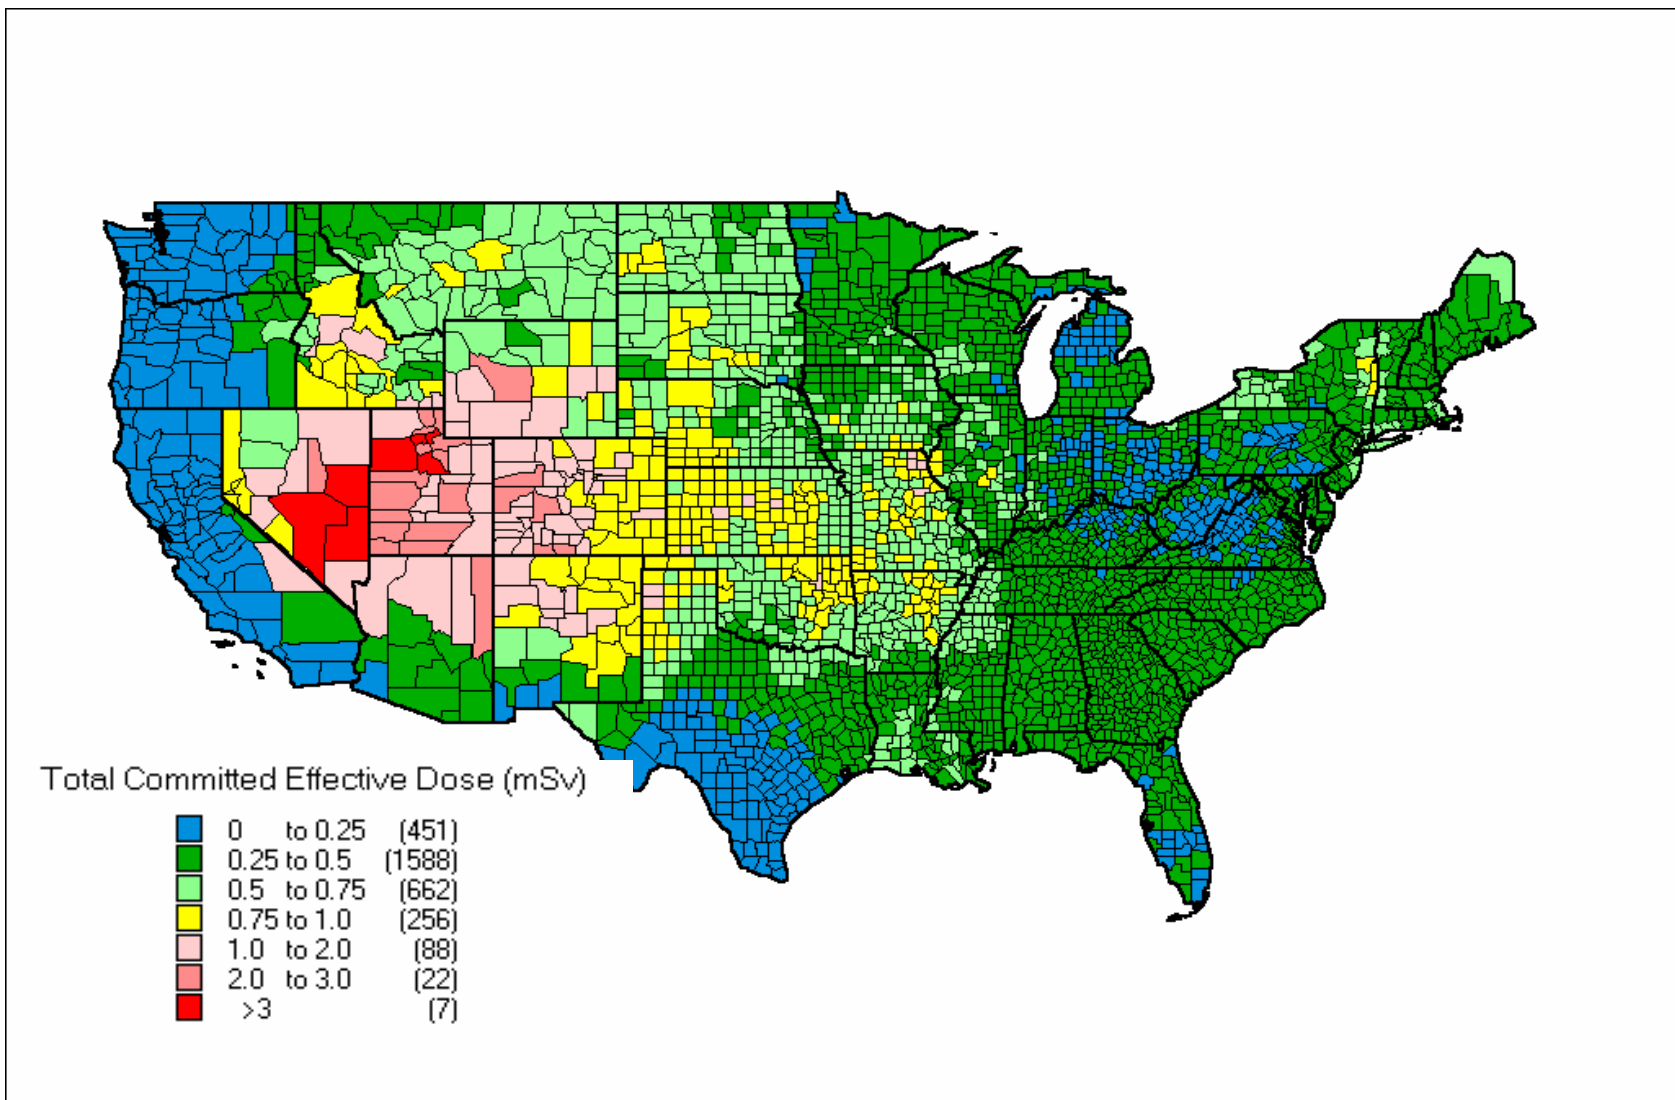 Total Committed Effective Dose (mSv)
0 to 0.25 (451)
0.25 to 0.5 (1588)
0.5 to 0.75 (662)
0.75 to 1.0 (256)
1.0 to 2.0 (88)
2.0 to 3.0 (22)
>3 (7)